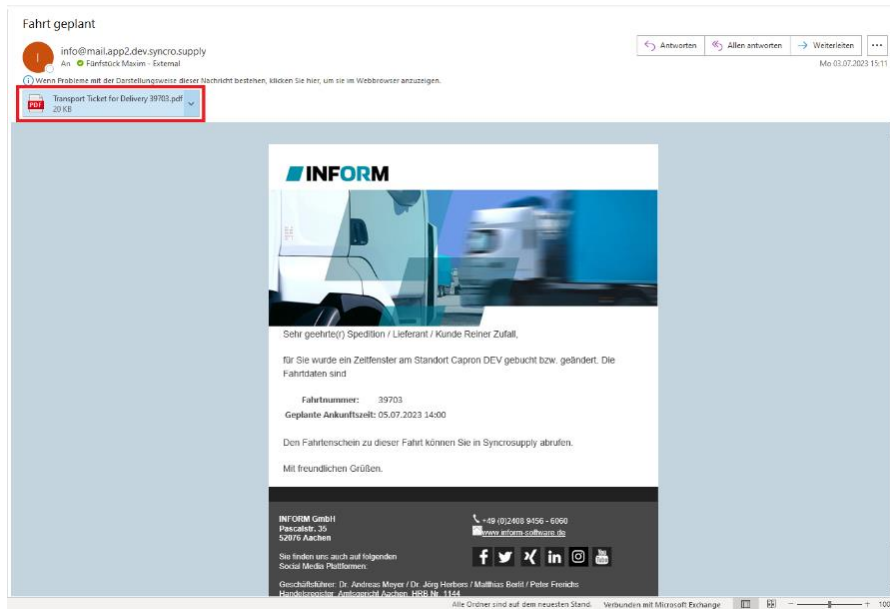 Fahrt geplant
info@mail.app2.dev.syncro.supply
An Fünfstück Maxim - External
Antworten
Allen antworten
Weiterleiten
Mo 03.07.2023 15:11
Wenn Probleme mit der Darstellungsweise dieser Nachricht bestehen, klicken Sie hier, um sie im Webbrowser anzuzeigen.
Transport Ticket for Delivery 39703.pdf
20 KB
INFORM
Sehr geehrte(r) Spedition / Lieferant / Kunde Reiner Zufall,
für Sie wurde ein Zeitfenster am Standort Capron DEV gebucht bzw. geändert. Die
Fahrtdaten sind
Fahrtnummer: 39703
Geplante Ankunftszeit: 05.07.2023 14:00
Den Fahrtenschein zu dieser Fahrt können Sie in Syncrosupply abrufen.
Mit freundlichen Grüßen.
INFORM GmbH
Pascalstr. 35
52076 Aachen
+49 (0)2408 9456 - 6060
www.inform-software.de
Sie finden uns auch auf folgenden
Social Media Plattformen:
Geschäftsführer: Dr. Andreas Meyer / Dr. Jörg Herbers / Matthias Berlit / Peter Frerichs
Handelsregister: Amtsgericht Aachen, HRB Nr. 1144
Alle Ordner sind auf dem neuesten Stand. Verbunden mit Microsoft Exchange
100